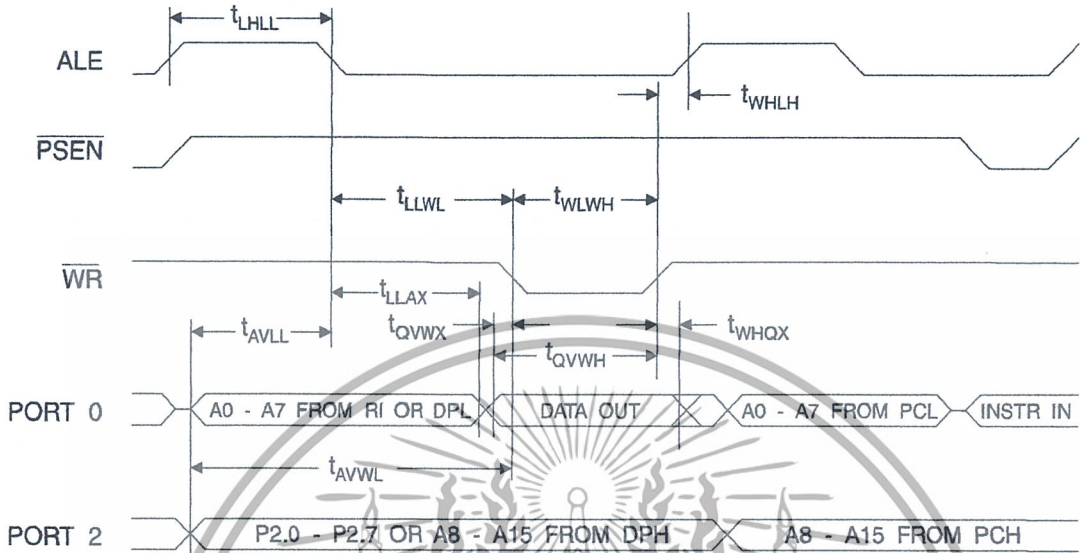 tLHLL
ALE
tWHLH
PSEN
tLLWL
tWLWH
WR
tLLAX
tAVLL
tQVWX
tWHQX
tQVWH
PORT 0
A0 - A7 FROM RI OR DPL
DATA OUT
A0 - A7 FROM PCL
INSTR IN
tAVWL
PORT 2
P2.0 - P2.7 OR A8 - A15 FROM DPH
A8 - A15 FROM PCH